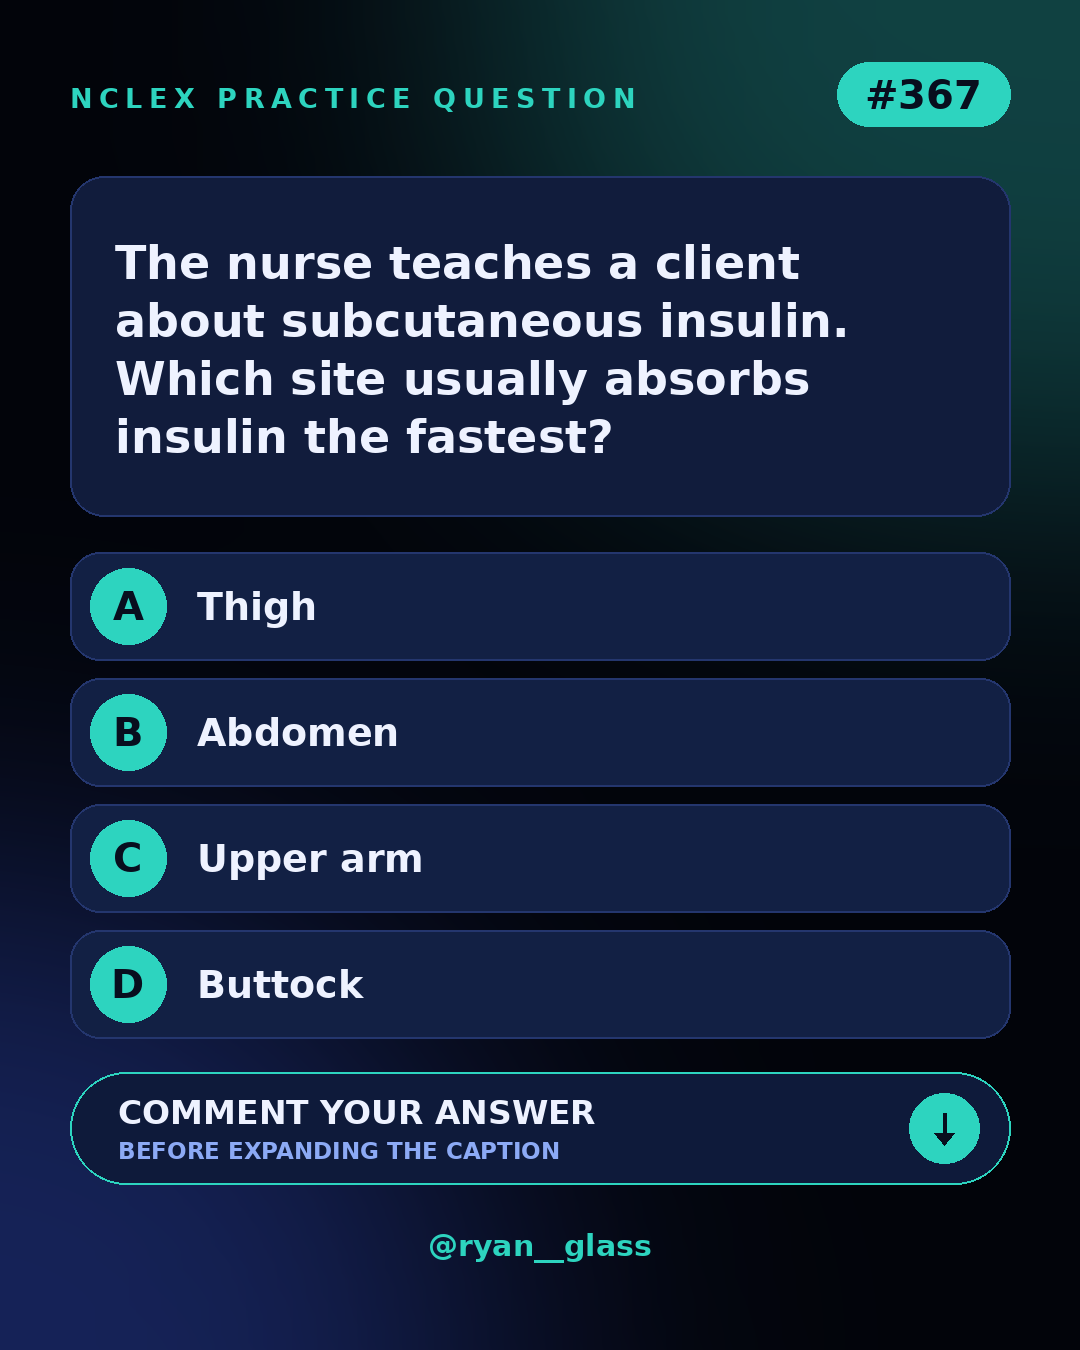 NCLEX PRACTICE QUESTION
#367
The nurse teaches a client
about subcutaneous insulin.
Which site usually absorbs
insulin the fastest?
A Thigh
B Abdomen
C Upper arm
D Buttock
COMMENT YOUR ANSWER
BEFORE EXPANDING THE CAPTION
@ryan__glass